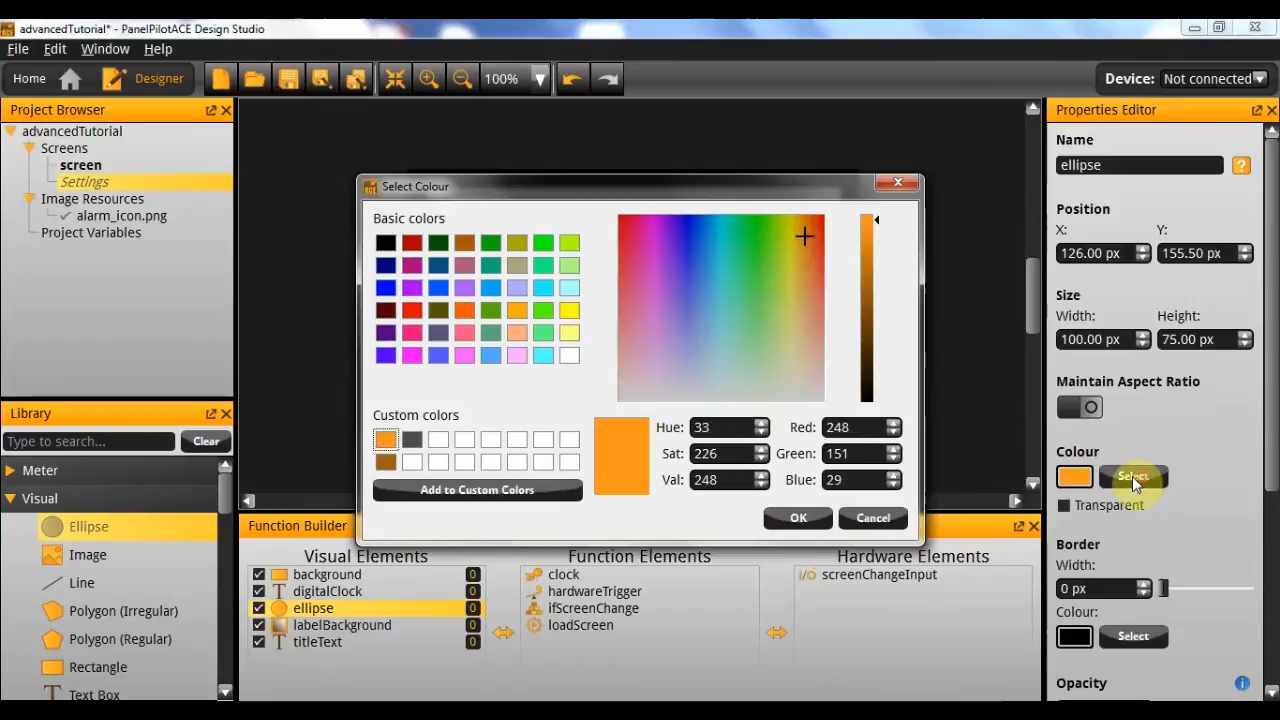 advancedTutorial* - PanelPilotACE Design Studio
File Edit Window Help
Home Designer 100% Device: Not connected
Project Browser
advancedTutorial
Screens
screen
Settings
Image Resources
alarm_icon.png
Project Variables
Library
Type to search... Clear
Meter
Visual
Ellipse
Image
Line
Polygon (Irregular)
Polygon (Regular)
Rectangle
Text Box
ACE Select Colour
Basic colors
Custom colors
Add to Custom Colors
Hue: 33 Red: 248
Sat: 226 Green: 151
Val: 248 Blue: 29
OK Cancel
Function Builder
Visual Elements
background 0
digitalClock 0
ellipse 0
labelBackground 0
titleText 0
Function Elements
clock
hardwareTrigger
ifScreenChange
loadScreen
Hardware Elements
I/O screenChangeInput
Properties Editor
Name
ellipse ?
Position
X: Y:
126.00 px 155.50 px
Size
Width: Height:
100.00 px 75.00 px
Maintain Aspect Ratio
Colour
Select
Transparent
Border
Width:
0 px
Colour:
Select
Opacity i